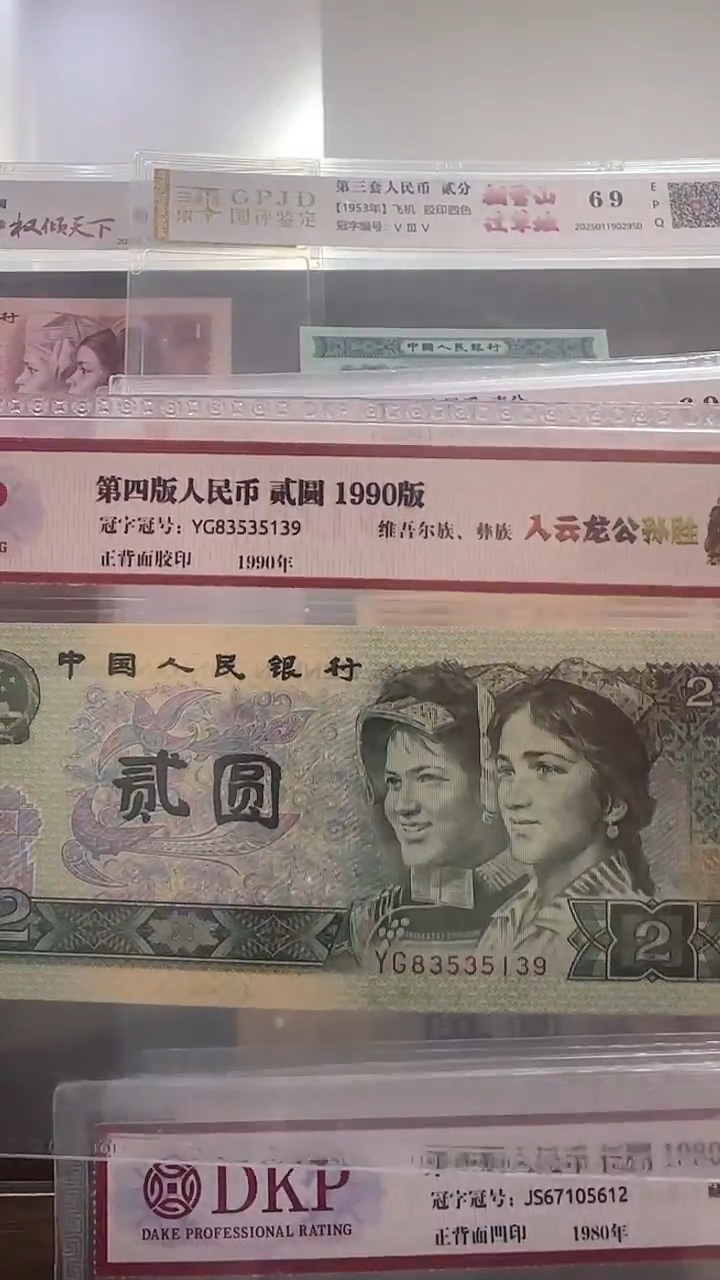 权倾天下
GPJD
国评鉴定
第三套人民币 贰分
【1953年】飞机 胶印四色
冠字编号：V III V
69
EPQ
2025011902950
中国人民银行
第四版人民币 贰圆 1990版
冠字冠号：YG83535139
正背面胶印 1990年
维吾尔族、彝族 入云龙公孙胜
中国人民银行
贰圆
2
2
YG83535139
2
DKP
DAKE PROFESSIONAL RATING
冠字冠号：JS67105612
正背面凹印 1980年